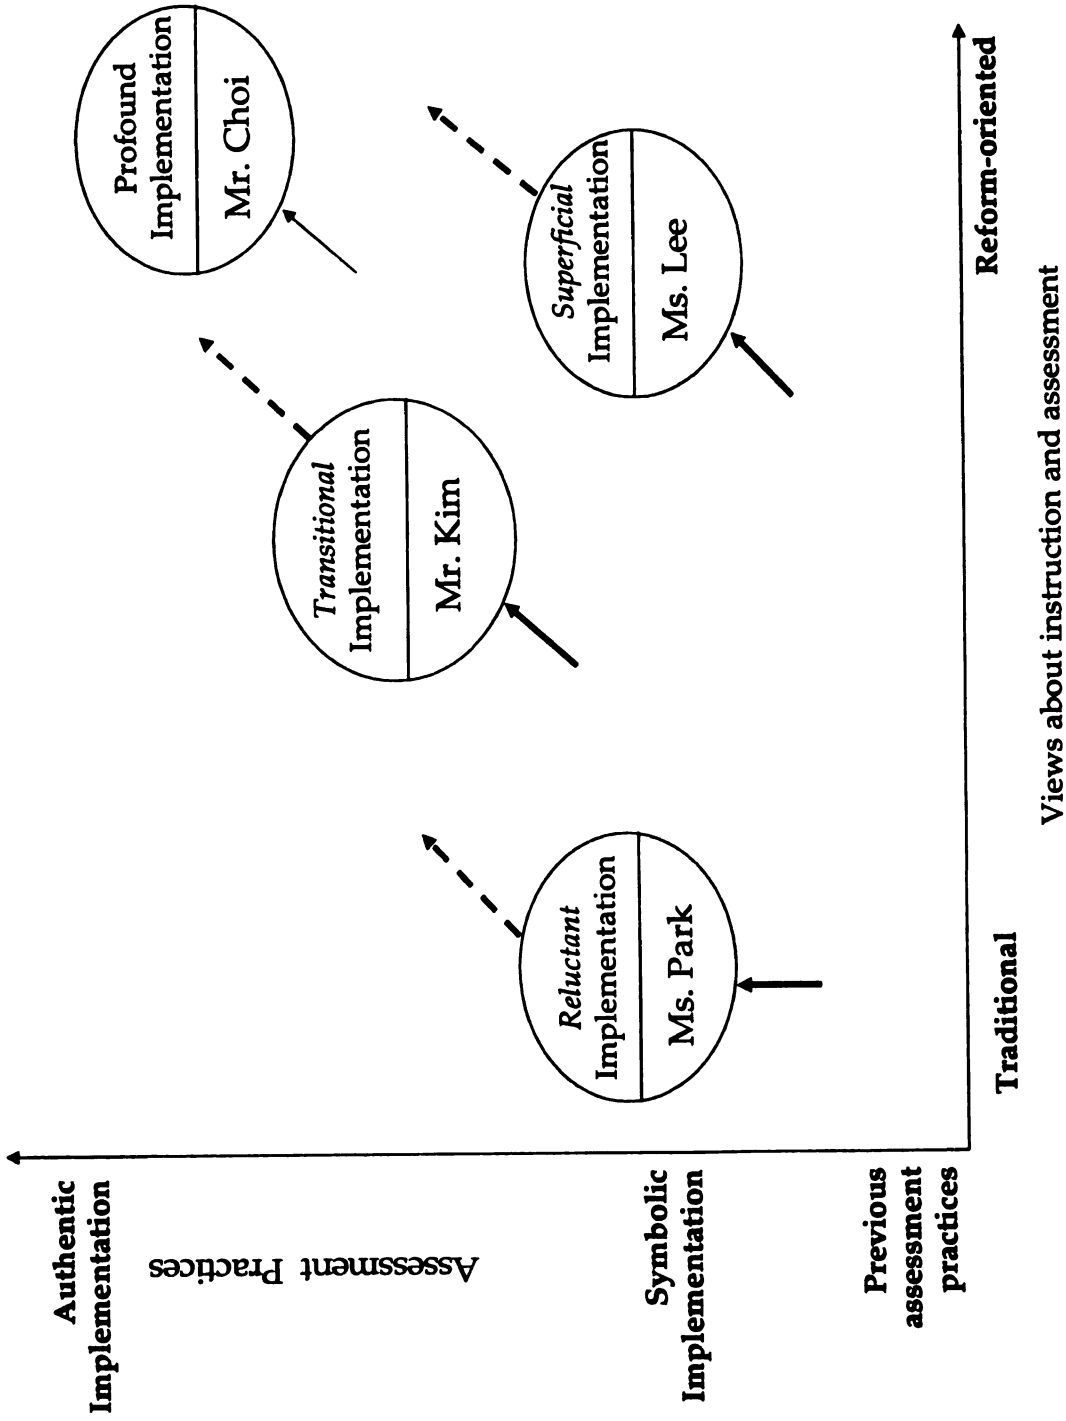 Authentic
Implementation
Assessment Practices
Symbolic
Implementation
Previous
assessment
practices
Profound
Implementation
Mr. Choi
Transitional
Implementation
Mr. Kim
Superficial
Implementation
Ms. Lee
Reluctant
Implementation
Ms. Park
Traditional
Reform-oriented
Views about instruction and assessment